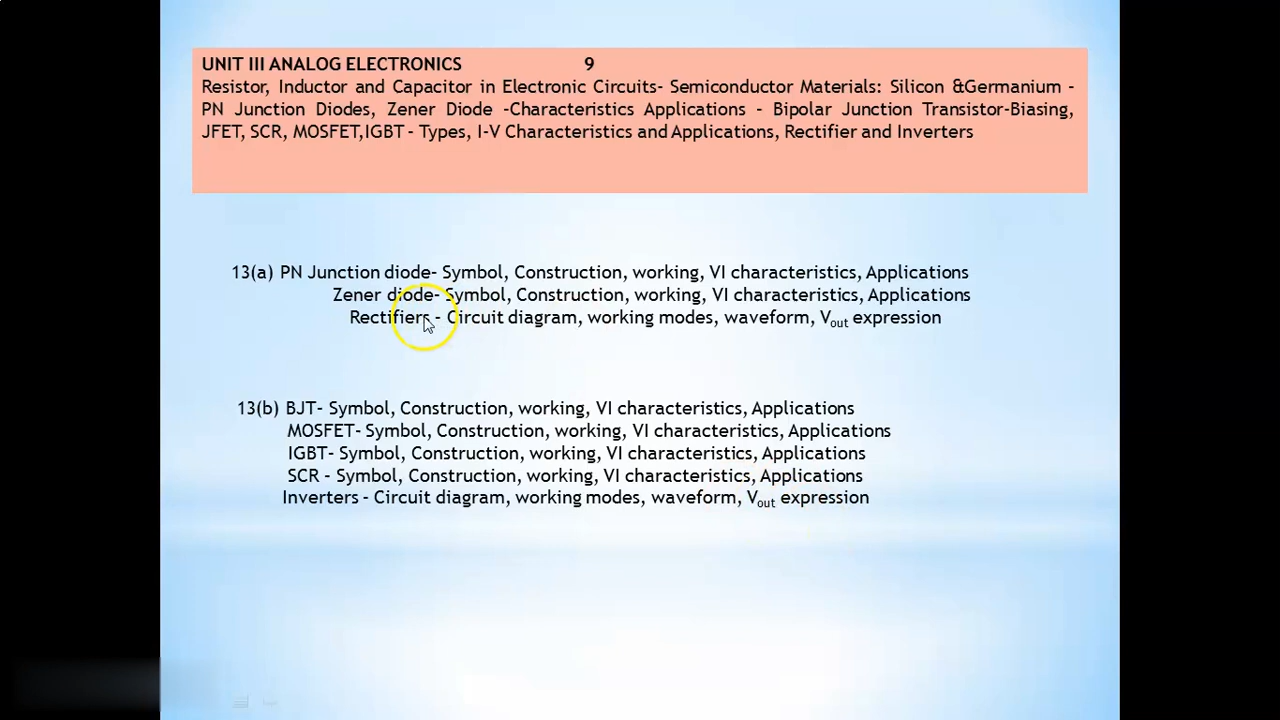 UNIT III ANALOG ELECTRONICS 9
Resistor, Inductor and Capacitor in Electronic Circuits- Semiconductor Materials: Silicon &Germanium -
PN Junction Diodes, Zener Diode -Characteristics Applications - Bipolar Junction Transistor-Biasing,
JFET, SCR, MOSFET,IGBT - Types, I-V Characteristics and Applications, Rectifier and Inverters
13(a) PN Junction diode- Symbol, Construction, working, VI characteristics, Applications
Zener diode- Symbol, Construction, working, VI characteristics, Applications
Rectifiers - Circuit diagram, working modes, waveform, Vout expression
13(b) BJT- Symbol, Construction, working, VI characteristics, Applications
MOSFET- Symbol, Construction, working, VI characteristics, Applications
IGBT- Symbol, Construction, working, VI characteristics, Applications
SCR - Symbol, Construction, working, VI characteristics, Applications
Inverters - Circuit diagram, working modes, waveform, Vout expression